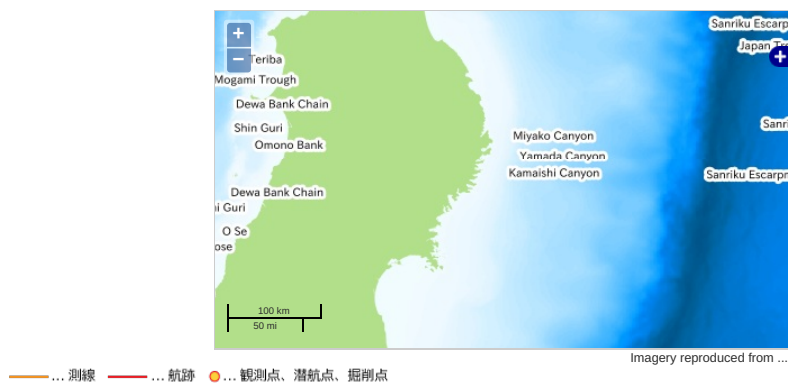 Sanriku Escarp
+
Japan Tr
+
−
Teriba
Mogami Trough
Dewa Bank Chain
Shin Guri
Sanri
Miyako Canyon
Omono Bank
Yamada Canyon
Kamaishi Canyon
Sanriku Escarpm
Dewa Bank Chain
i Guri
O Se
ose
100 km
50 mi
Imagery reproduced from ...
... 測線 ... 航跡 ... 観測点、潜航点、掘削点